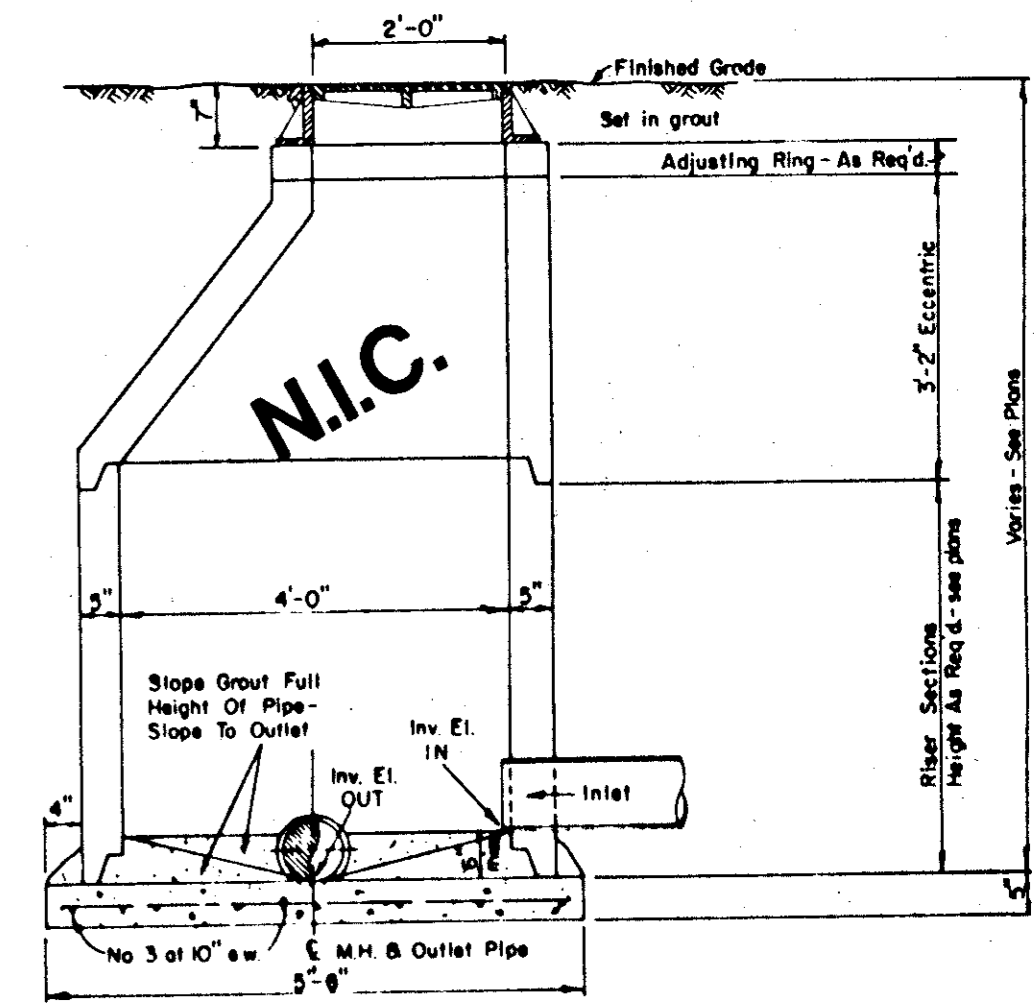 2'-0"
Finished Grade
7"
Set in grout
Adjusting Ring - As Req'd.
3'-2" Eccentric
Varies - See Plans
N.I.C.
5"
4'-0"
5"
Riser Sections
Height As Req'd. - see plans
Slope Grout Full
Height Of Pipe-
Slope To Outlet
Inv. El.
IN
Inv. El.
OUT
Inlet
4"
5"
No 3 at 10" e.w.
℄ M.H. & Outlet Pipe
5'-6"